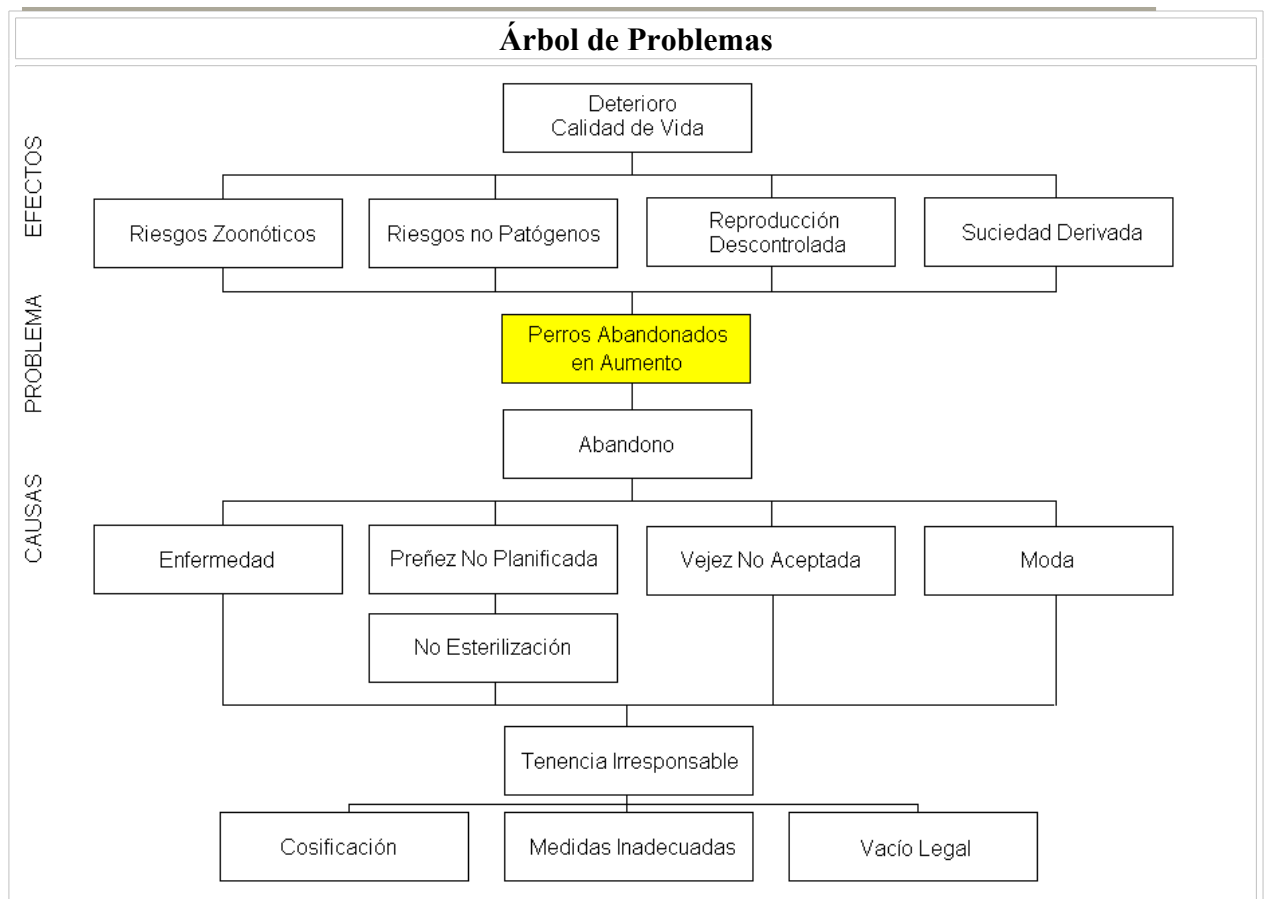 Árbol de Problemas
EFECTOS
Deterioro
Calidad de Vida
Riesgos Zoonóticos
Riesgos no Patógenos
Reproducción
Descontrolada
Suciedad Derivada
PROBLEMA
Perros Abandonados
en Aumento
CAUSAS
Abandono
Enfermedad
Preñez No Planificada
Vejez No Aceptada
Moda
No Esterilización
Tenencia Irresponsable
Cosificación
Medidas Inadecuadas
Vacío Legal